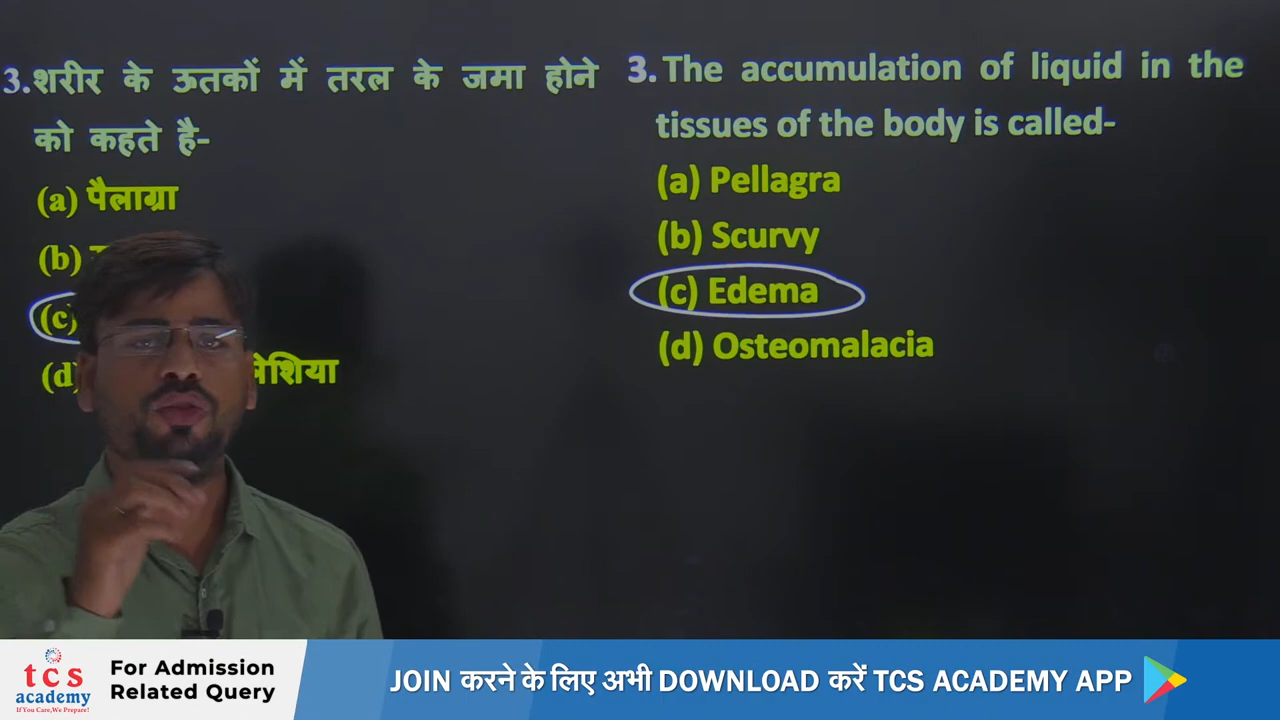 3.शरीर के ऊतकों में तरल के जमा होने
को कहते है-
(a) पैलाग्रा
(b)
(c)
(d)
3. The accumulation of liquid in the
tissues of the body is called-
(a) Pellagra
(b) Scurvy
(c) Edema
(d) Osteomalacia
tcs
academy
If You Care,We Prepare!
For Admission
Related Query
JOIN करने के लिए अभी DOWNLOAD करें TCS ACADEMY APP